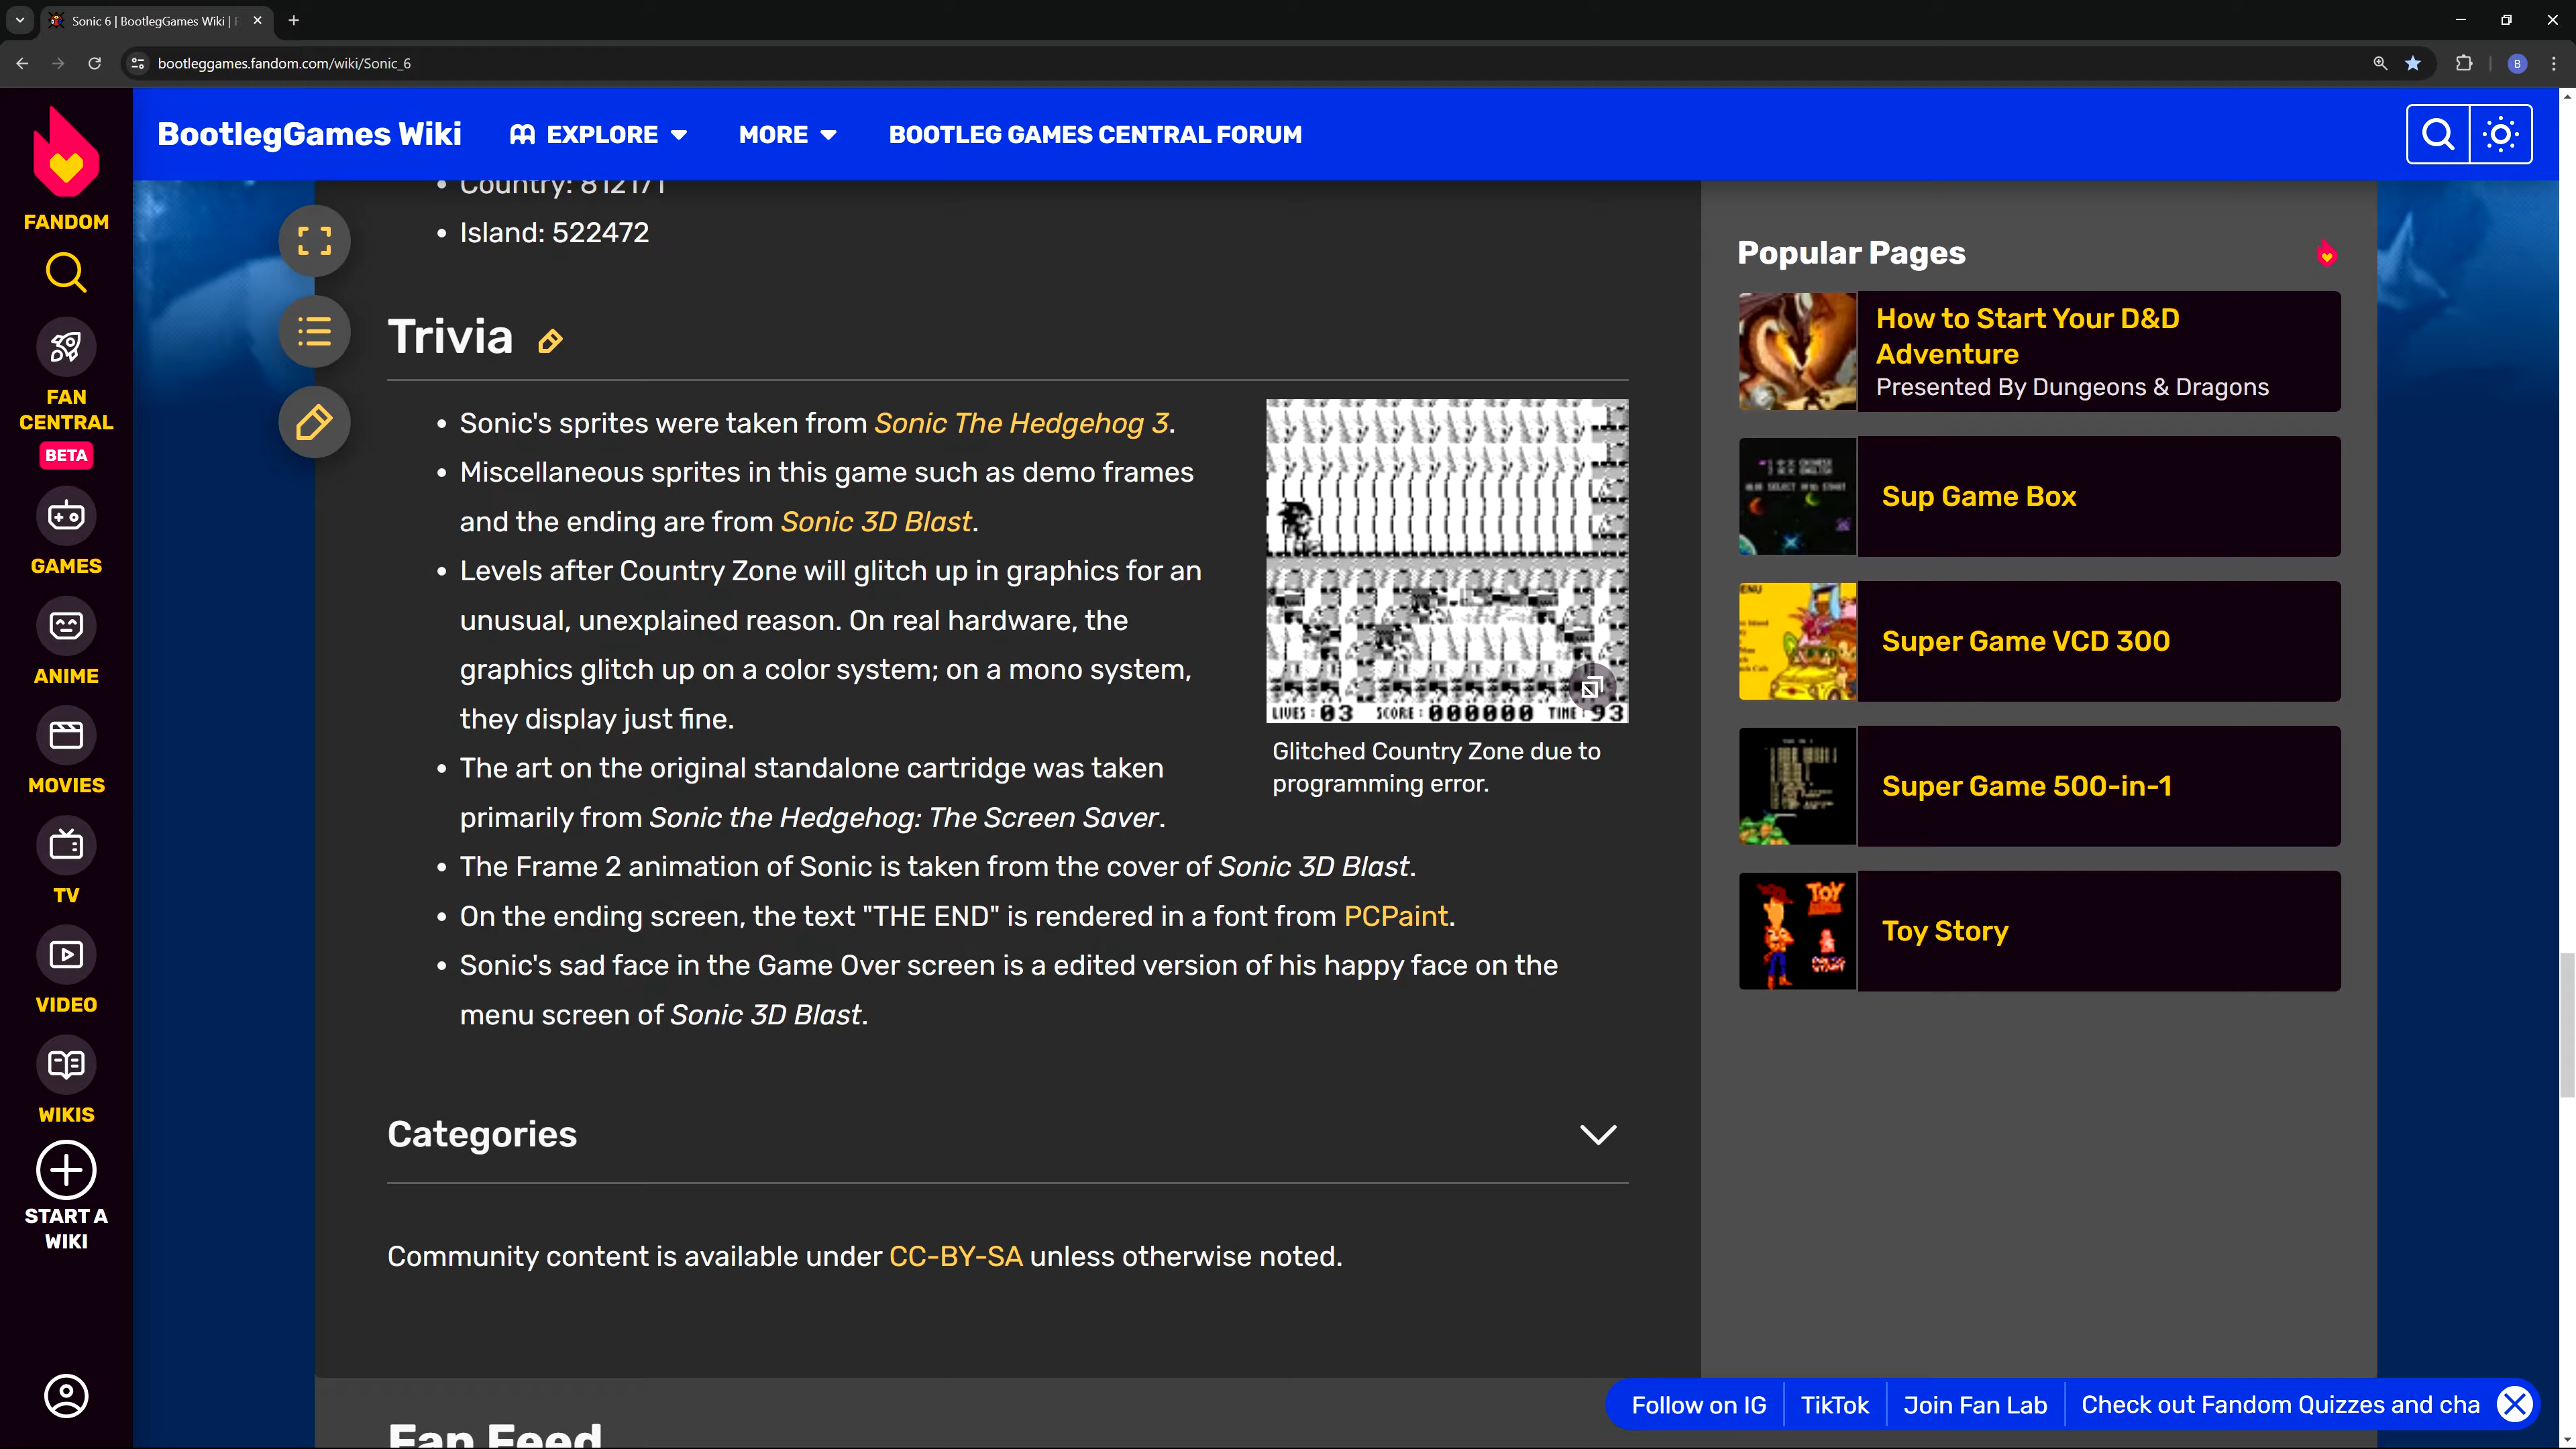 Sonic 6 | BootlegGames Wiki |
bootleggames.fandom.com/wiki/Sonic_6
B
BootlegGames Wiki
EXPLORE
MORE
BOOTLEG GAMES CENTRAL FORUM
FANDOM
FAN
CENTRAL
BETA
GAMES
ANIME
MOVIES
TV
VIDEO
WIKIS
START A
WIKI
Country: 812171
Island: 522472
Trivia
Sonic's sprites were taken from Sonic The Hedgehog 3.
Miscellaneous sprites in this game such as demo frames
and the ending are from Sonic 3D Blast.
Levels after Country Zone will glitch up in graphics for an
unusual, unexplained reason. On real hardware, the
graphics glitch up on a color system; on a mono system,
they display just fine.
The art on the original standalone cartridge was taken
primarily from Sonic the Hedgehog: The Screen Saver.
The Frame 2 animation of Sonic is taken from the cover of Sonic 3D Blast.
On the ending screen, the text "THE END" is rendered in a font from PCPaint.
Sonic's sad face in the Game Over screen is a edited version of his happy face on the
menu screen of Sonic 3D Blast.
LIVES:03 SCORE:000000 TIME:93
Glitched Country Zone due to
programming error.
Categories
Community content is available under CC-BY-SA unless otherwise noted.
Fan Feed
Popular Pages
How to Start Your D&D
Adventure
Presented By Dungeons & Dragons
Sup Game Box
Super Game VCD 300
Super Game 500-in-1
TOY
Toy Story
Follow on IG
TikTok
Join Fan Lab
Check out Fandom Quizzes and cha